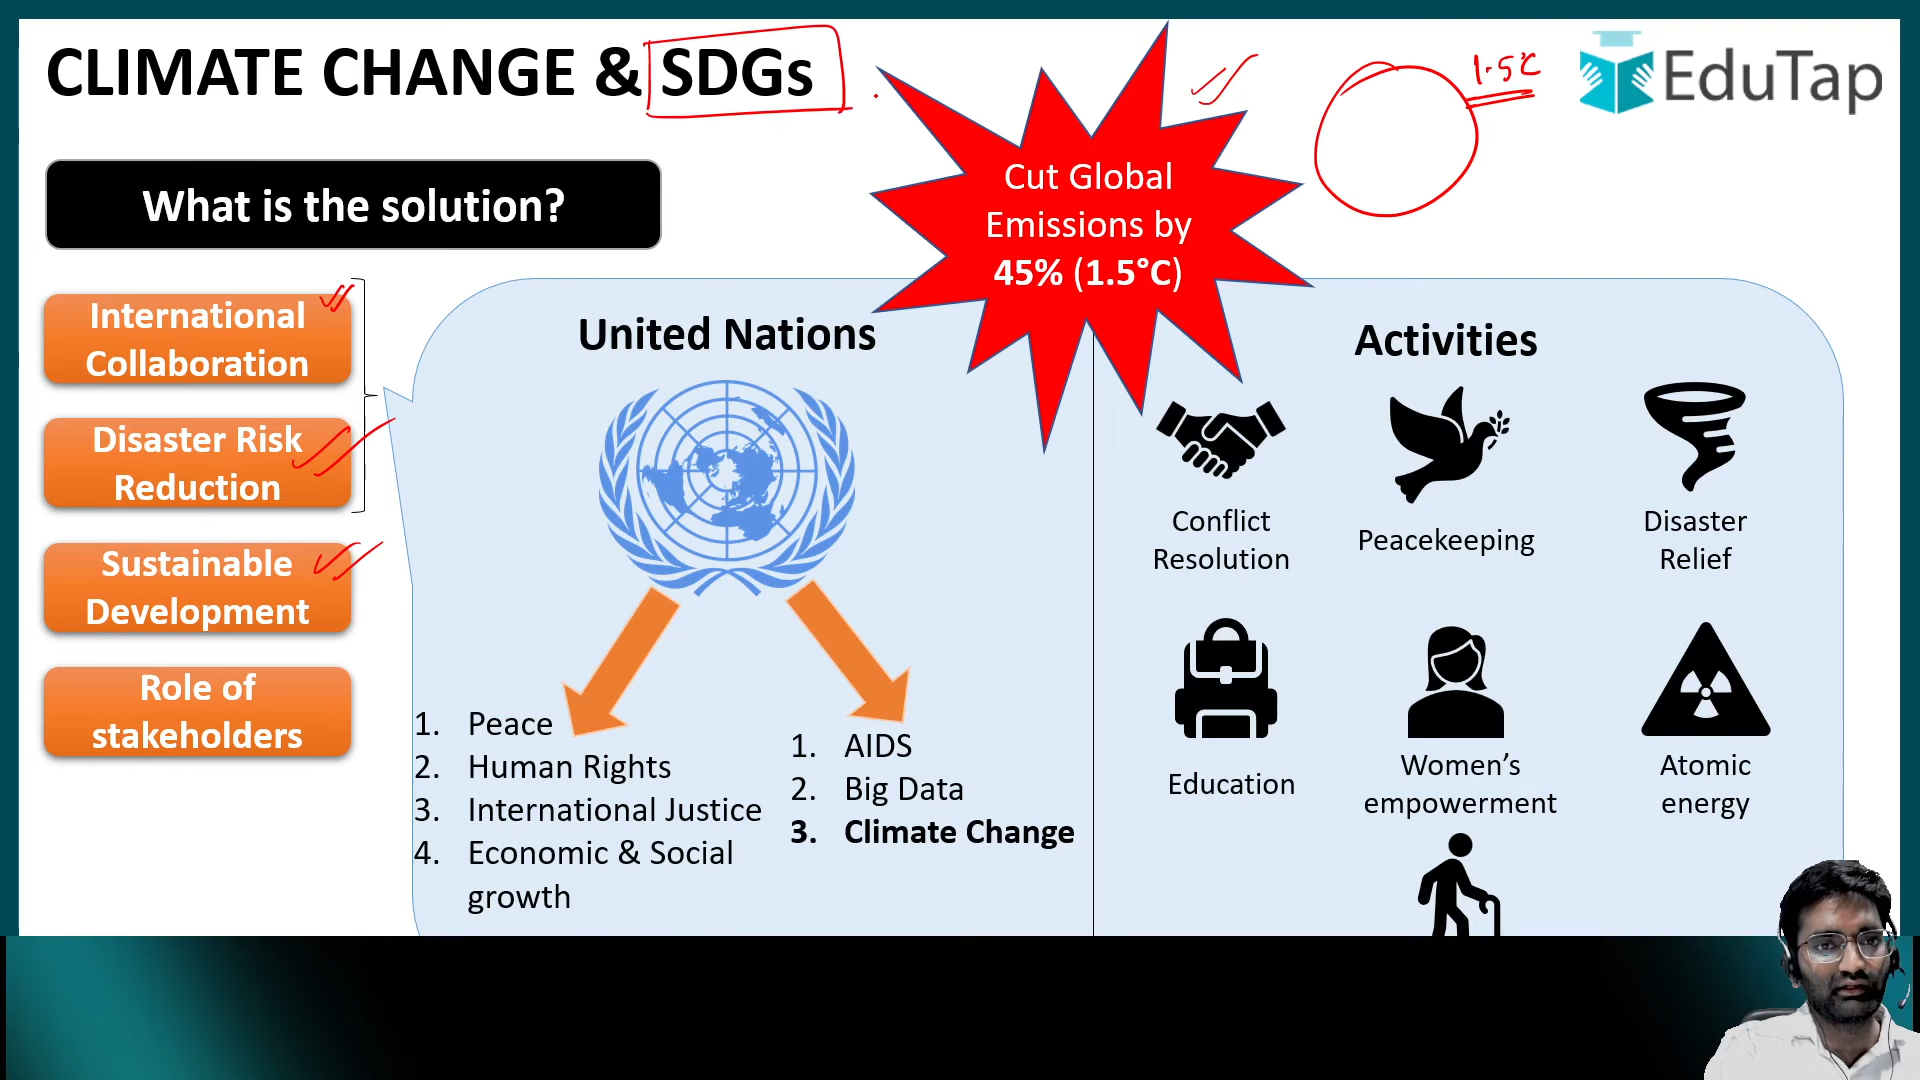 CLIMATE CHANGE & SDGs
1.5°C
EduTap
What is the solution?
Cut Global
Emissions by
45% (1.5°C)
International
Collaboration
Disaster Risk
Reduction
Sustainable
Development
Role of
stakeholders
United Nations
1. Peace
2. Human Rights
3. International Justice
4. Economic & Social
growth
1. AIDS
2. Big Data
3. Climate Change
Activities
Conflict
Resolution
Peacekeeping
Disaster
Relief
Education
Women’s
empowerment
Atomic
energy